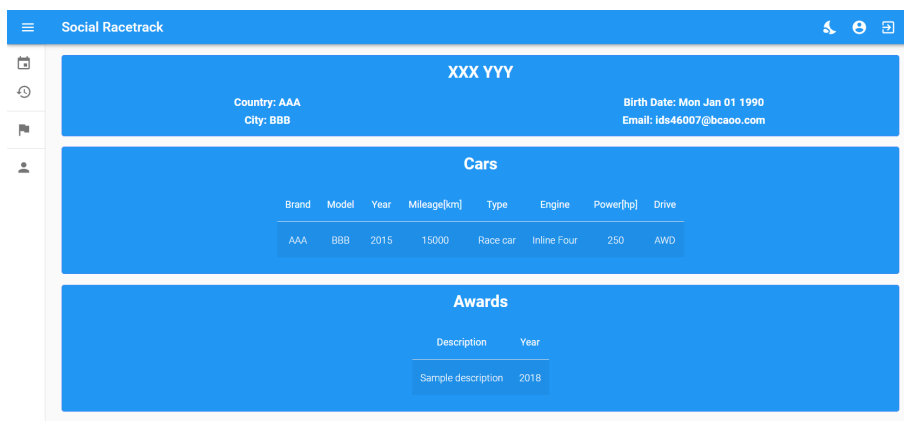 Social Racetrack
XXX YYY
Country: AAA
City: BBB
Birth Date: Mon Jan 01 1990
Email: ids46007@bcaoo.com
Cars
Brand Model Year Mileage[km] Type Engine Power[hp] Drive
AAA BBB 2015 15000 Race car Inline Four 250 AWD
Awards
Description Year
Sample description 2018